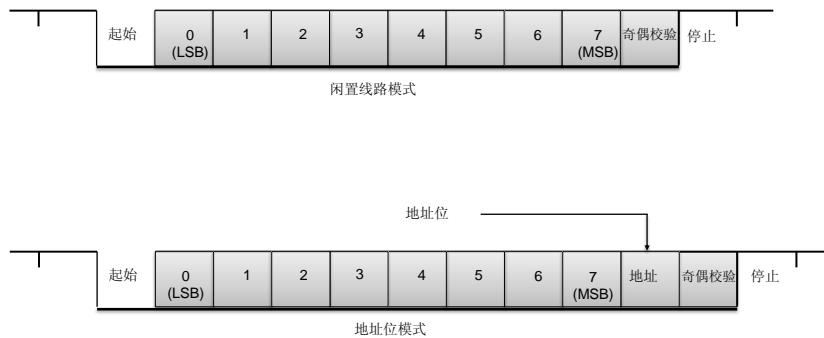 起始 0 1 2 3 4 5 6 7 奇偶校验 停止
(LSB) (MSB)
闲置线路模式
地址位
起始 0 1 2 3 4 5 6 7 地址 奇偶校验 停止
(LSB) (MSB)
地址位模式